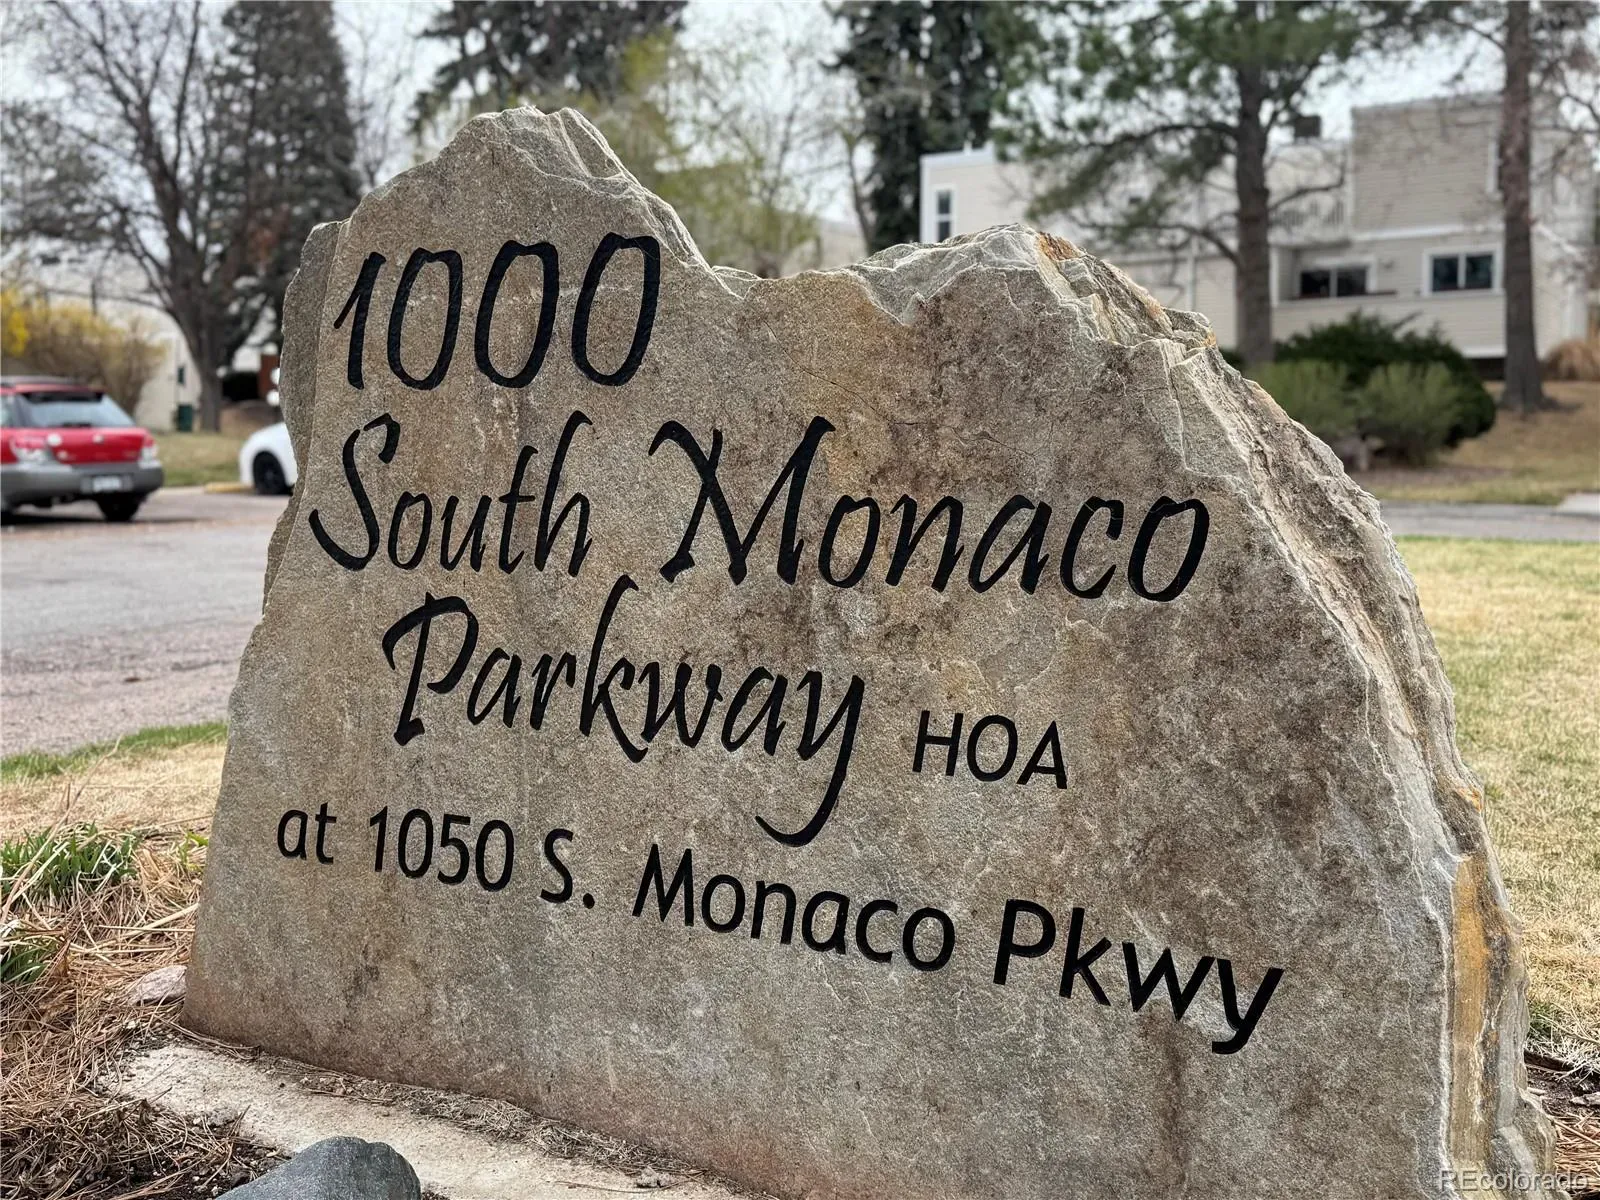 1000
South Monaco
Parkway HOA
at 1050 S. Monaco Pkwy
REcolorado